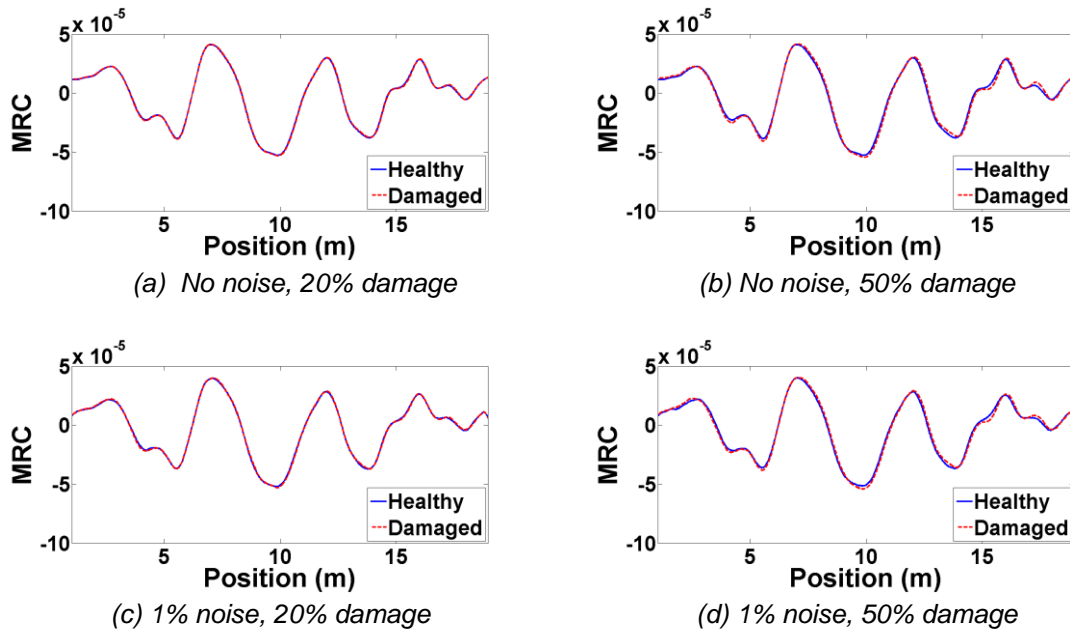 x 10⁻⁵
5
0
-5
-10
MRC
5 10 15
Position (m)
Healthy
Damaged
(a) No noise, 20% damage
x 10⁻⁵
5
0
-5
-10
MRC
5 10 15
Position (m)
Healthy
Damaged
(b) No noise, 50% damage
x 10⁻⁵
5
0
-5
-10
MRC
5 10 15
Position (m)
Healthy
Damaged
(c) 1% noise, 20% damage
x 10⁻⁵
5
0
-5
-10
MRC
5 10 15
Position (m)
Healthy
Damaged
(d) 1% noise, 50% damage